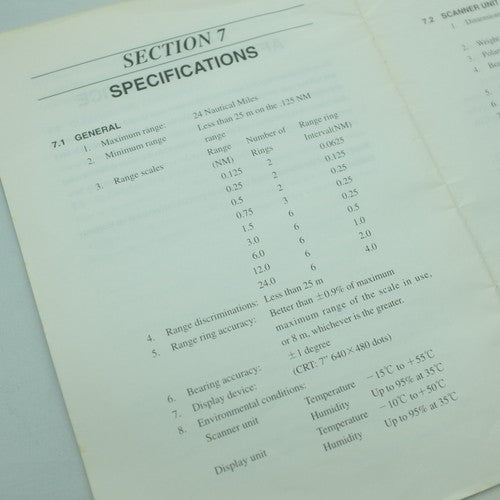 SECTION 7
SPECIFICATIONS
7.1 GENERAL
1. Maximum range: 24 Nautical Miles
2. Minimum range Less than 25 m on the .125 NM
range
3. Range scales Range Number of Range ring
(NM) Rings Interval(NM)
0.125 2 0.0625
0.25 2 0.125
0.5 2 0.25
0.75 3 0.25
1.5 6 0.25
3.0 6 0.5
6.0 6 1.0
12.0 6 2.0
24.0 6 4.0
4. Range discriminations: Less than 25 m
5. Range ring accuracy: Better than ±0.9% of maximum
maximum range of the scale in use,
or 8 m, whichever is the greater.
6. Bearing accuracy: ±1 degree
7. Display device: (CRT: 7" 640×480 dots)
8. Environmental conditions:
Scanner unit Temperature −15℃ to +55℃
Humidity Up to 95% at 35℃
Display unit Temperature −10℃ to +50℃
Humidity Up to 95% at 35℃
7.2 SCANNER UNIT
1.
2. Weight
3.
4.
5.
6.